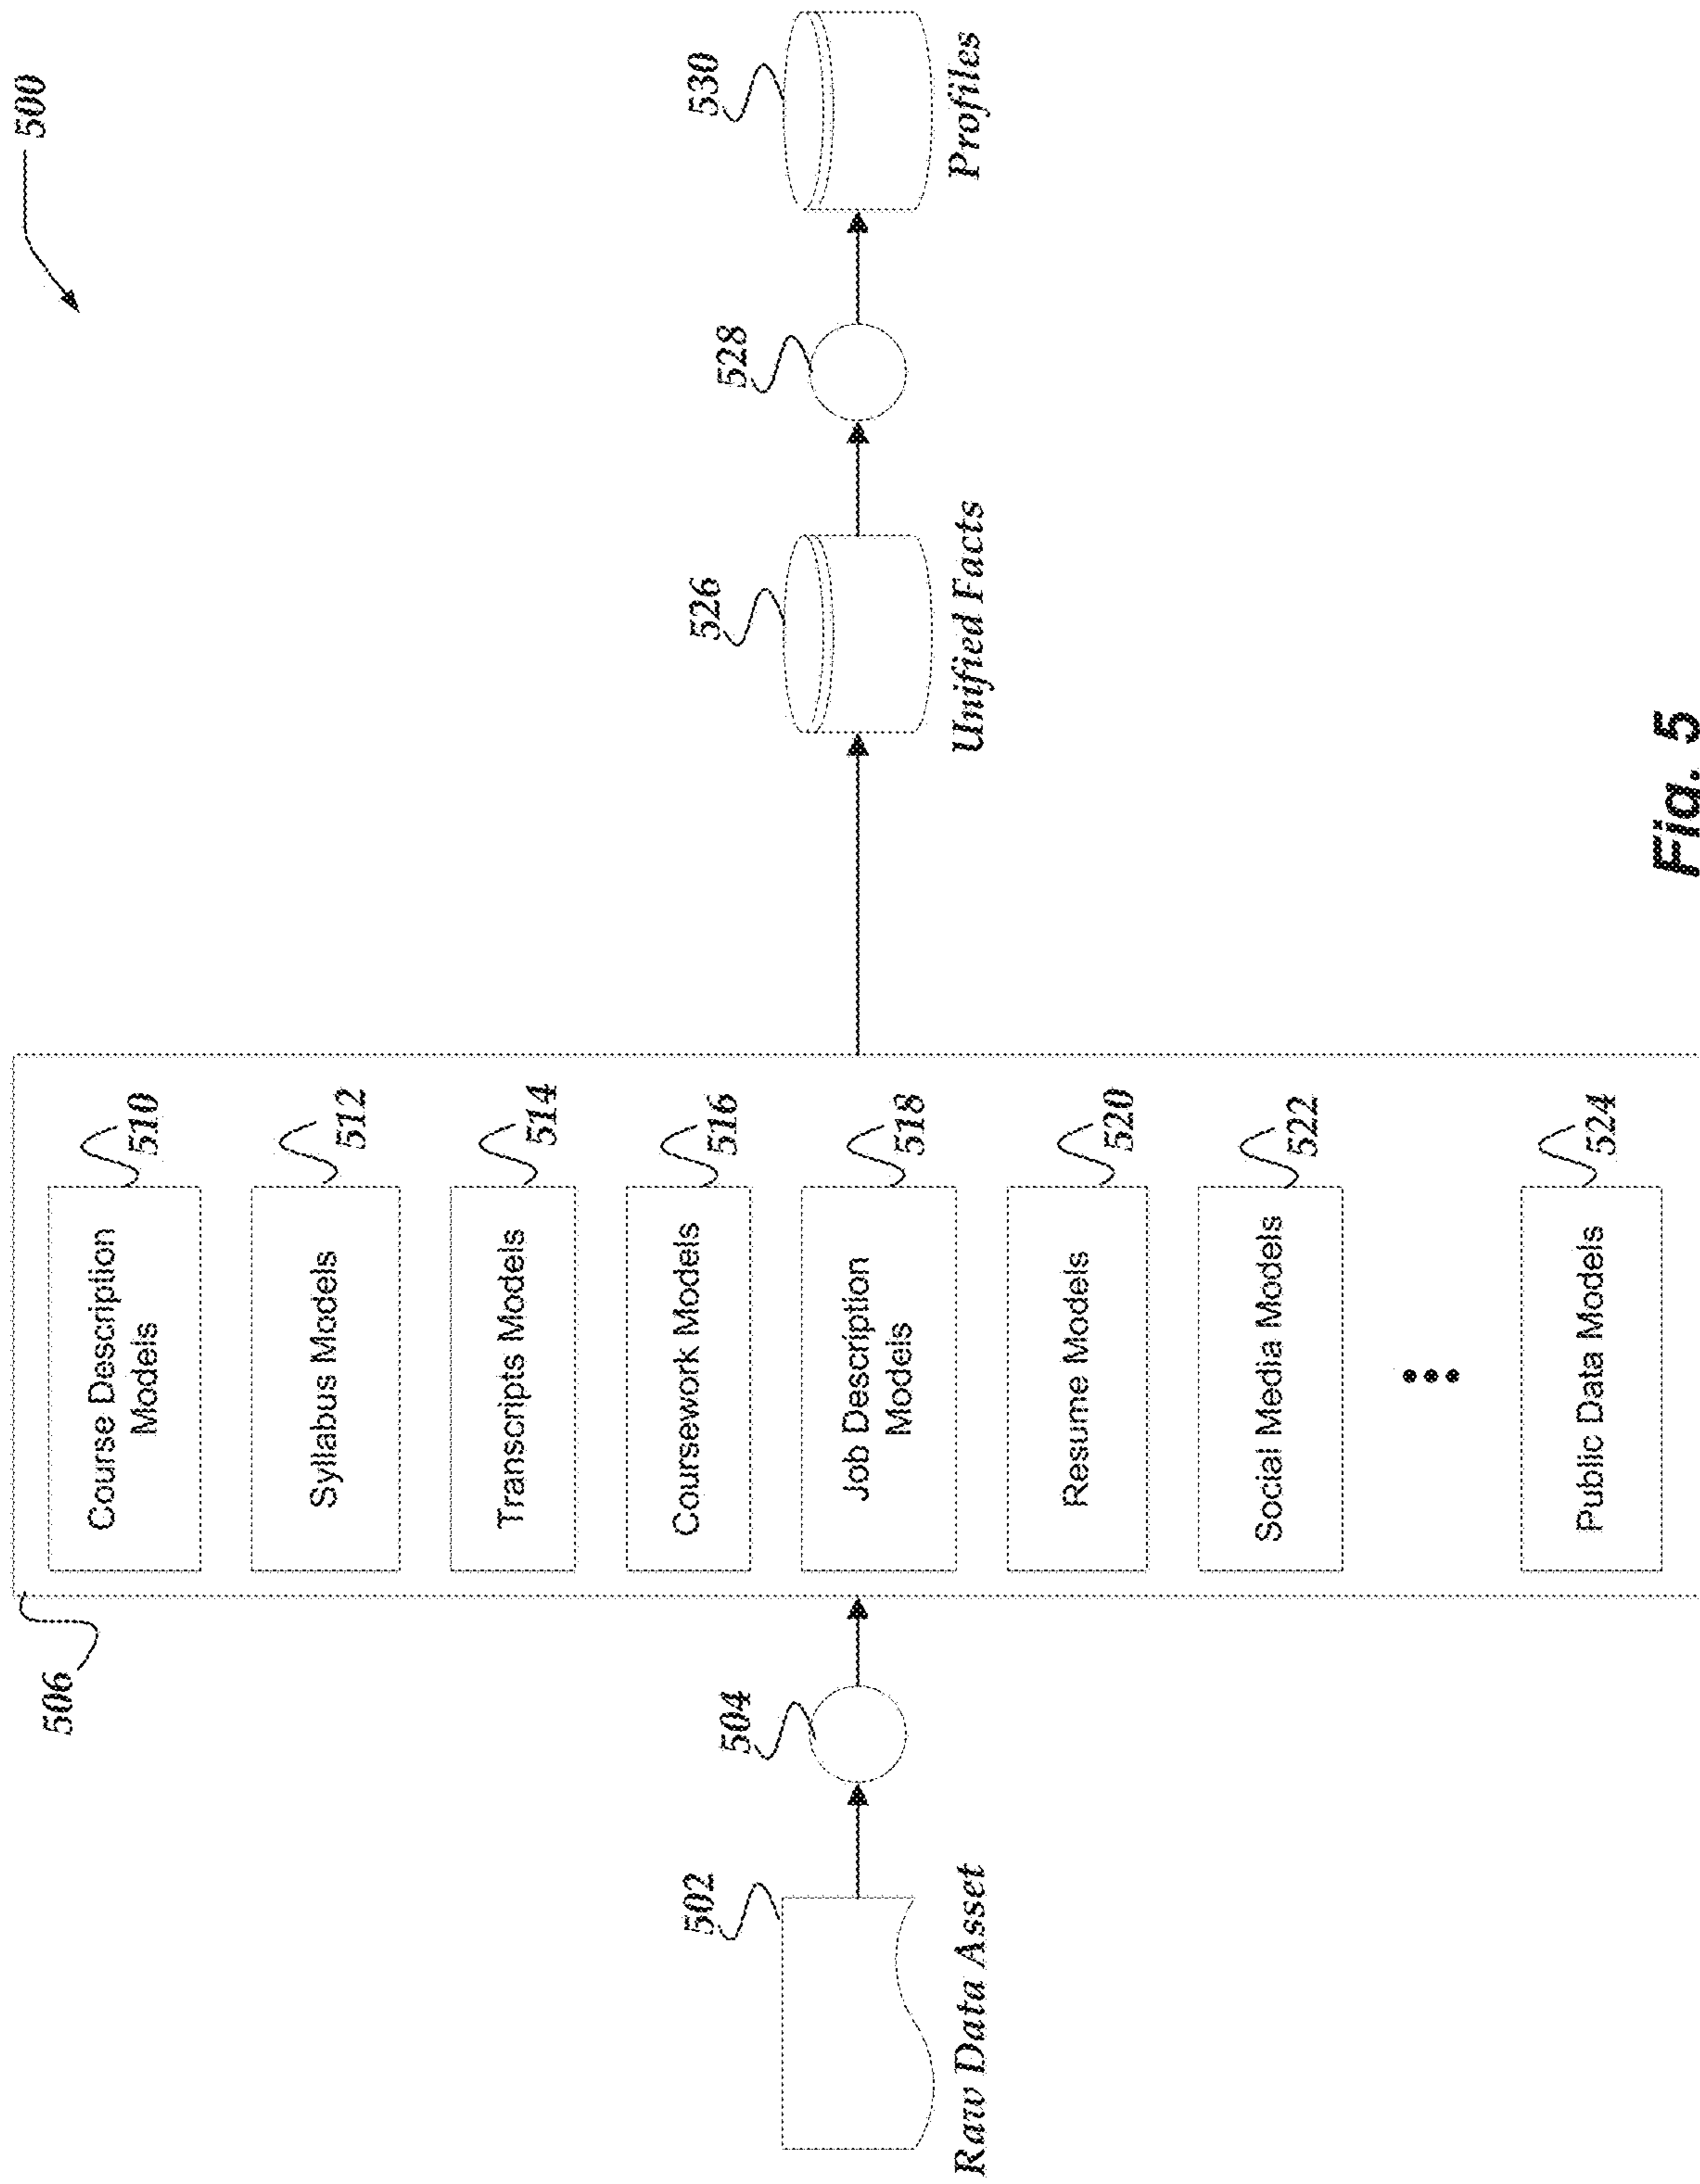 500
506
Course Description
Models
510
Syllabus Models
512
Transcripts Models
514
Coursework Models
516
Job Description
Models
518
Resume Models
520
Social Media Models
522
Public Data Models
524
502
Raw Data Asset
504
526
Unified Facts
528
530
Profiles
Fig. 5